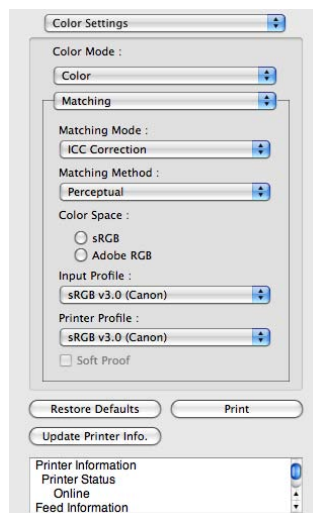 Color Settings
Color Mode :
Color
Matching
Matching Mode :
ICC Correction
Matching Method :
Perceptual
Color Space :
sRGB
Adobe RGB
Input Profile :
sRGB v3.0 (Canon)
Printer Profile :
sRGB v3.0 (Canon)
Soft Proof
Restore Defaults Print
Update Printer Info.
Printer Information
Printer Status
Online
Feed Information